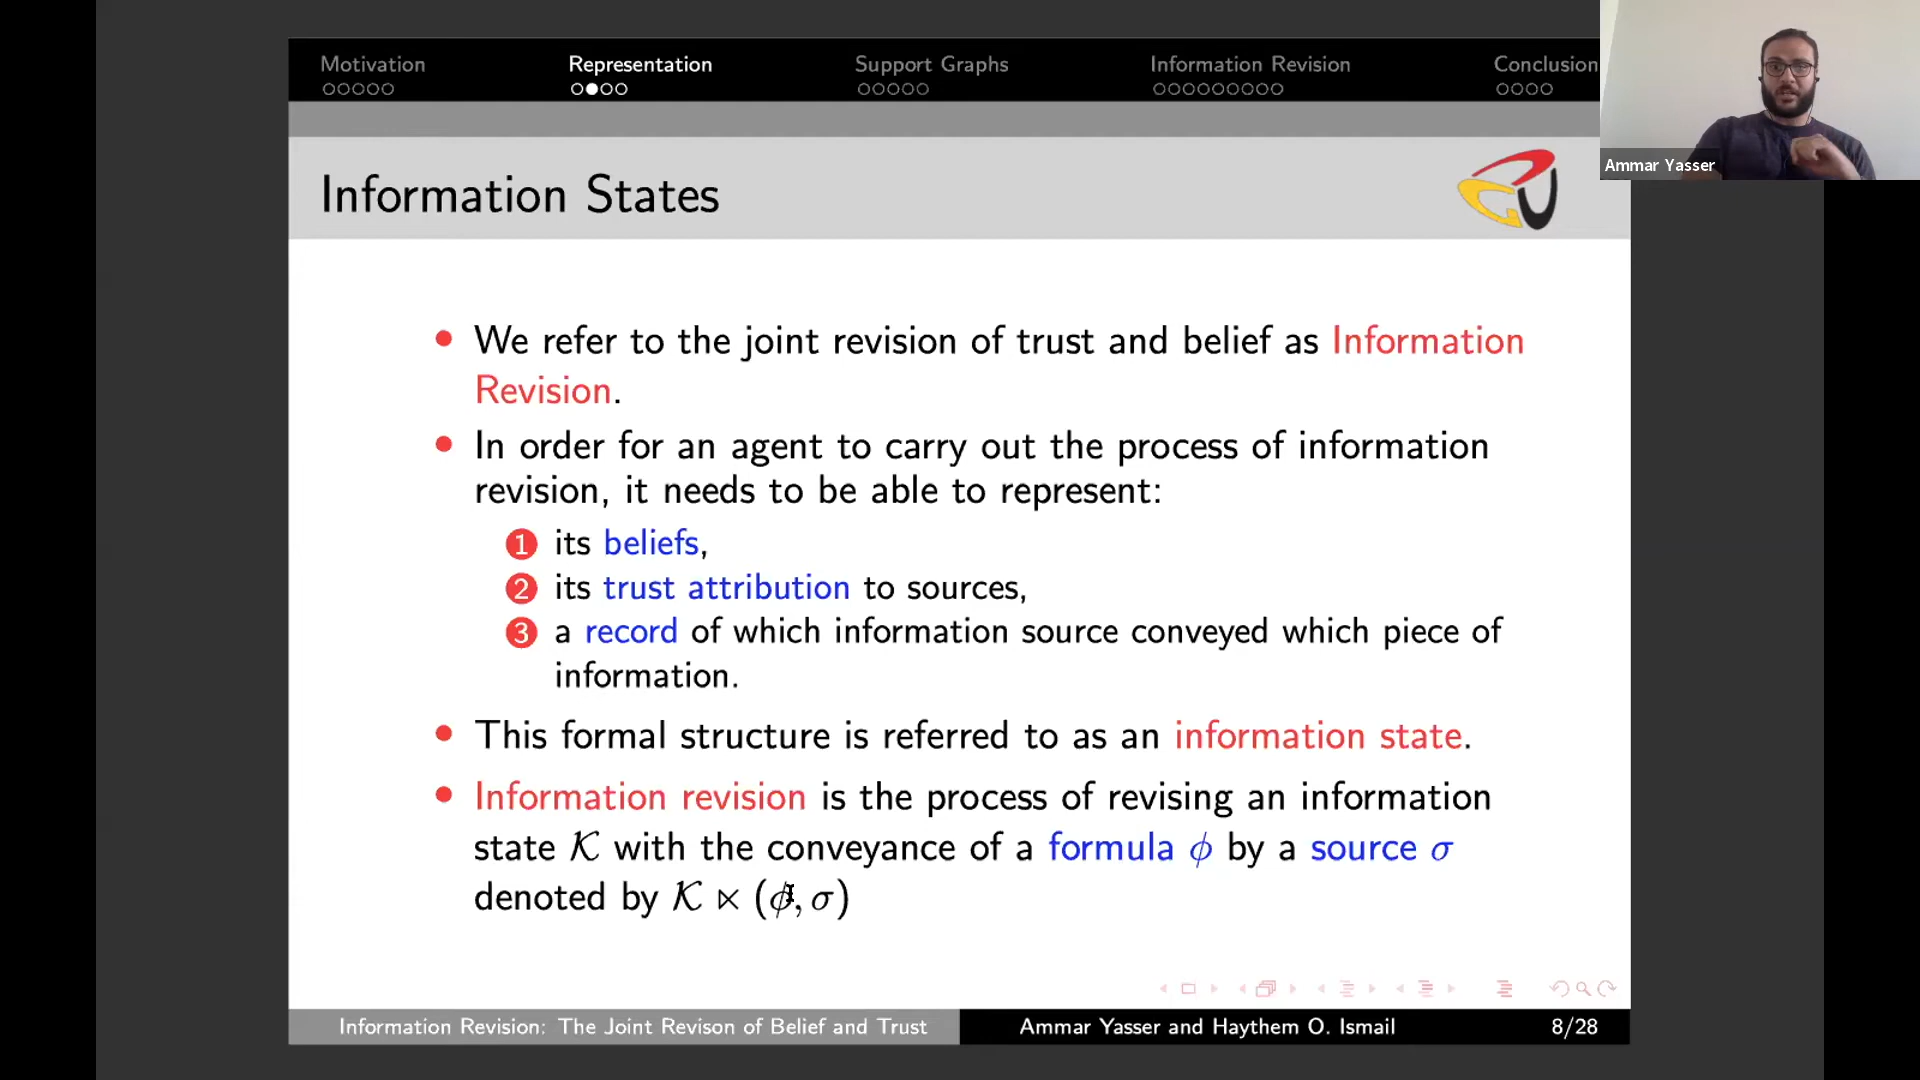 Motivation Representation Support Graphs Information Revision Conclusion
Ammar Yasser
Information States
We refer to the joint revision of trust and belief as Information
Revision.
In order for an agent to carry out the process of information
revision, it needs to be able to represent:
1 its beliefs,
2 its trust attribution to sources,
3 a record of which information source conveyed which piece of
information.
This formal structure is referred to as an information state.
Information revision is the process of revising an information
state 𝒦 with the conveyance of a formula ϕ by a source σ
denoted by 𝒦 ⋉ (ϕ, σ)
Information Revision: The Joint Revison of Belief and Trust Ammar Yasser and Haythem O. Ismail 8/28